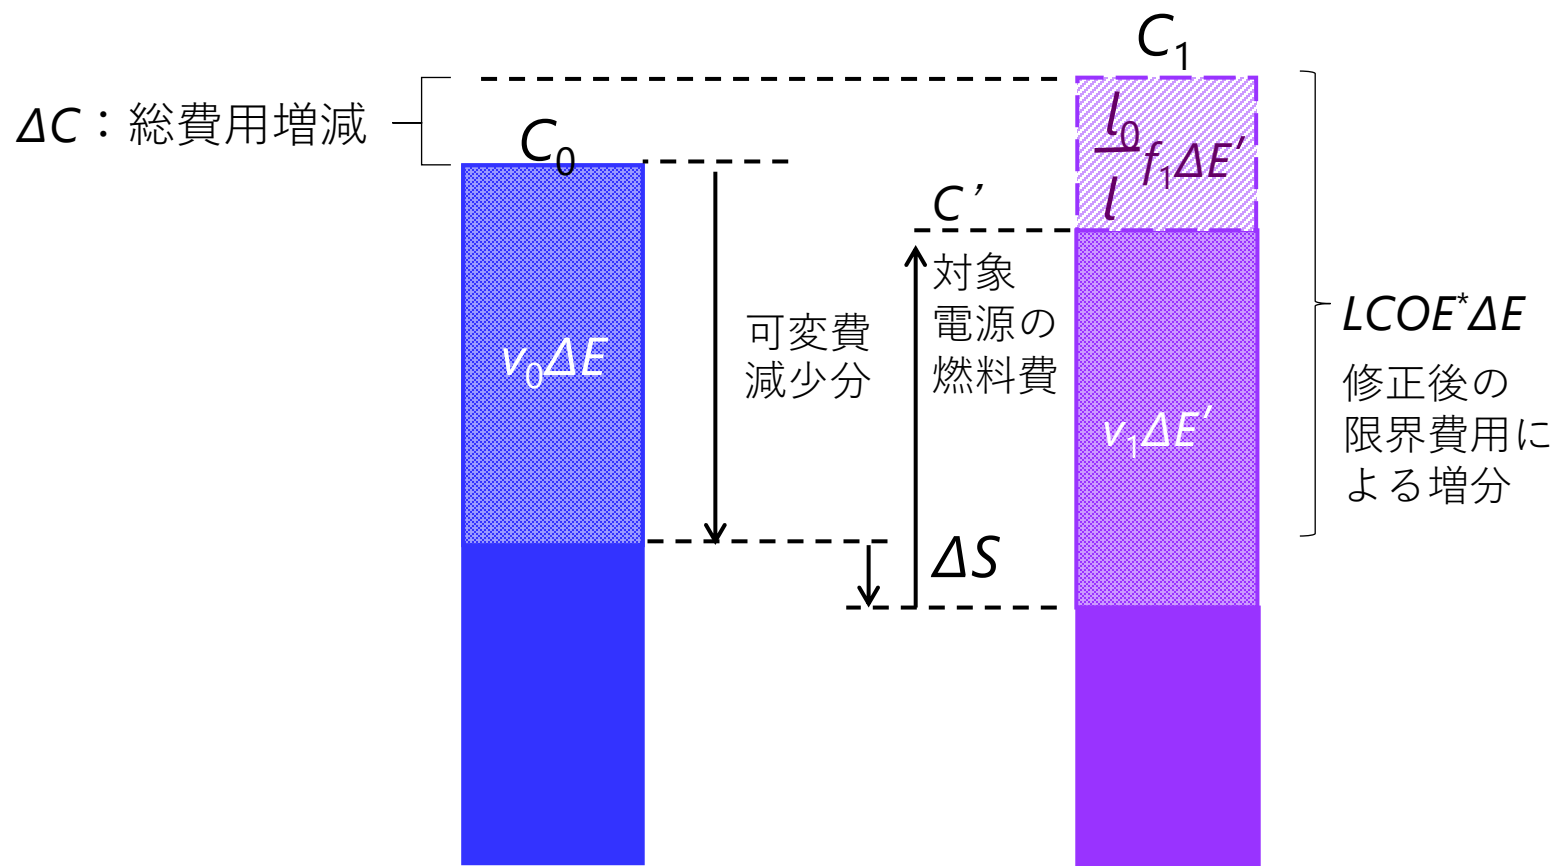 ΔC：総費用増減
C₀
v₀ΔE
可変費
減少分
C’
対象
電源の
燃料費
ΔS
C₁
l₀
f₁ΔE′
l
v₁ΔE′
LCOE*ΔE
修正後の
限界費用に
よる増分